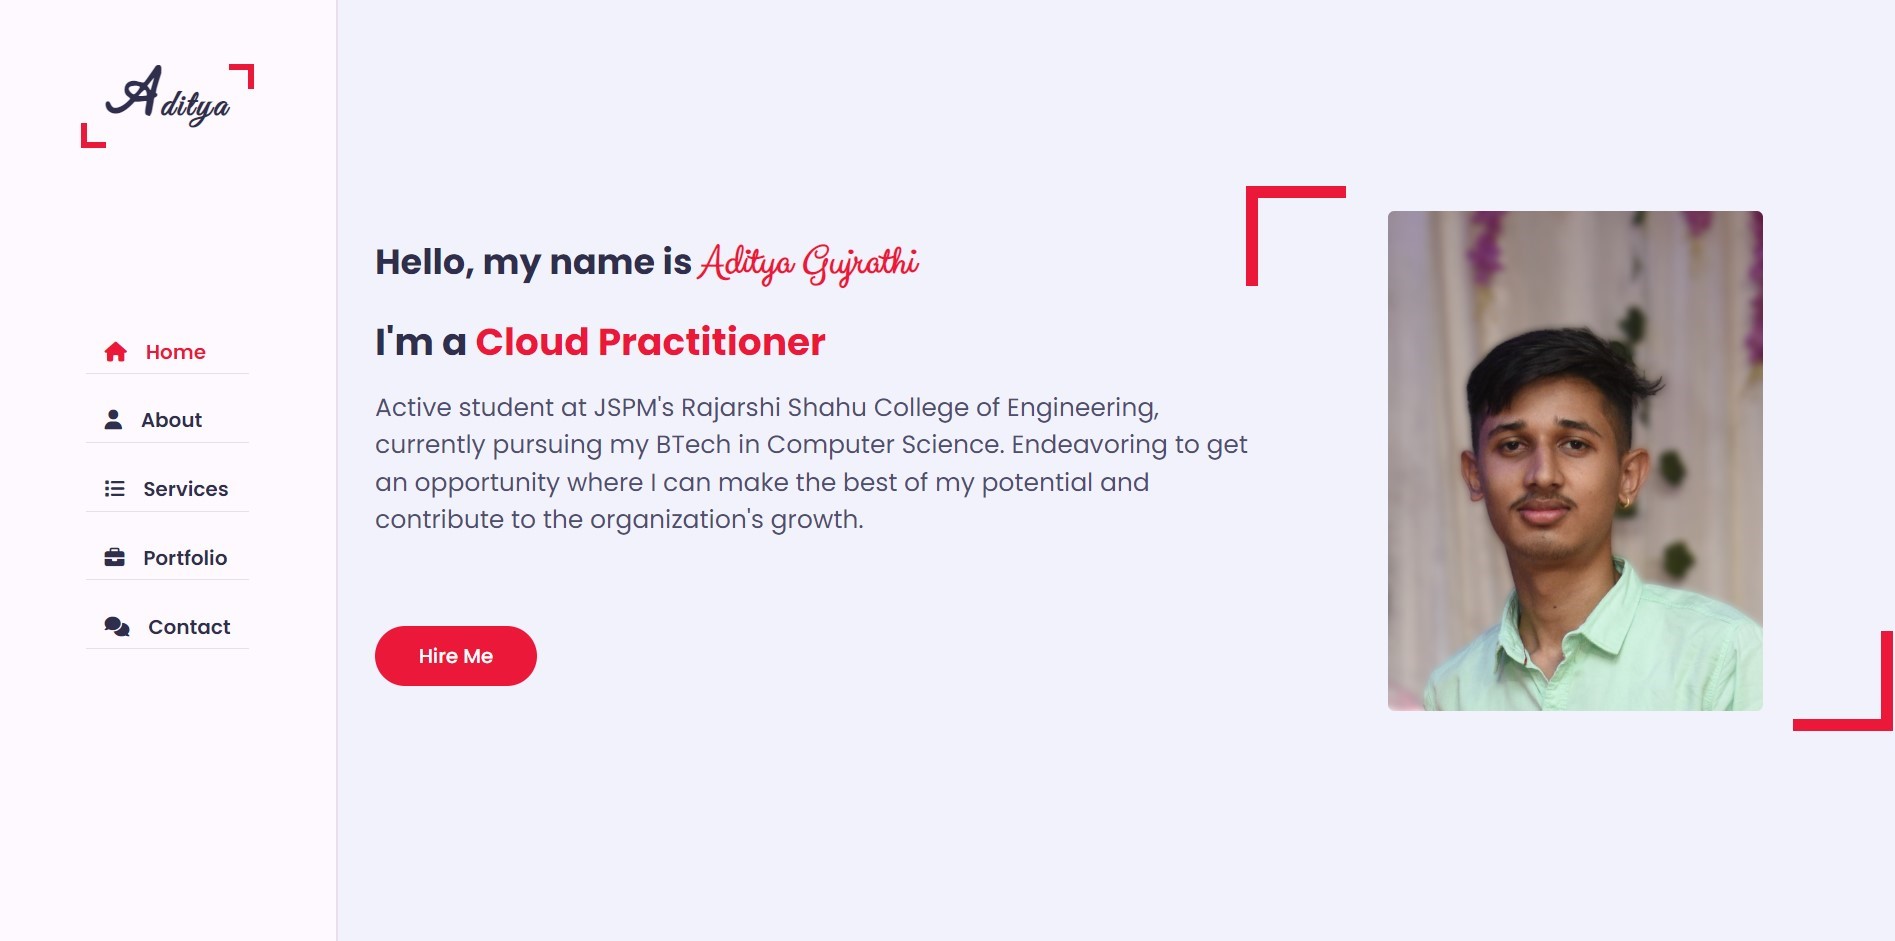 Aditya
Home
About
Services
Portfolio
Contact
Hello, my name is Aditya Gujrathi
I'm a Cloud Practitioner
Active student at JSPM's Rajarshi Shahu College of Engineering,
currently pursuing my BTech in Computer Science. Endeavoring to get
an opportunity where I can make the best of my potential and
contribute to the organization's growth.
Hire Me